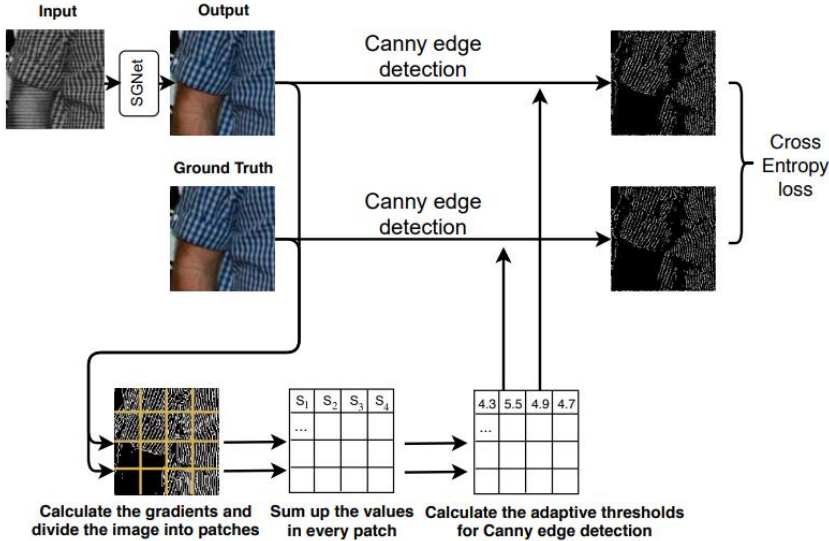 Input
Output
SGNet
Canny edge
detection
Ground Truth
Canny edge
detection
Cross
Entropy
loss
S1 S2 S3 S4
...
4.3 5.5 4.9 4.7
...
Calculate the gradients and
divide the image into patches
Sum up the values
in every patch
Calculate the adaptive thresholds
for Canny edge detection